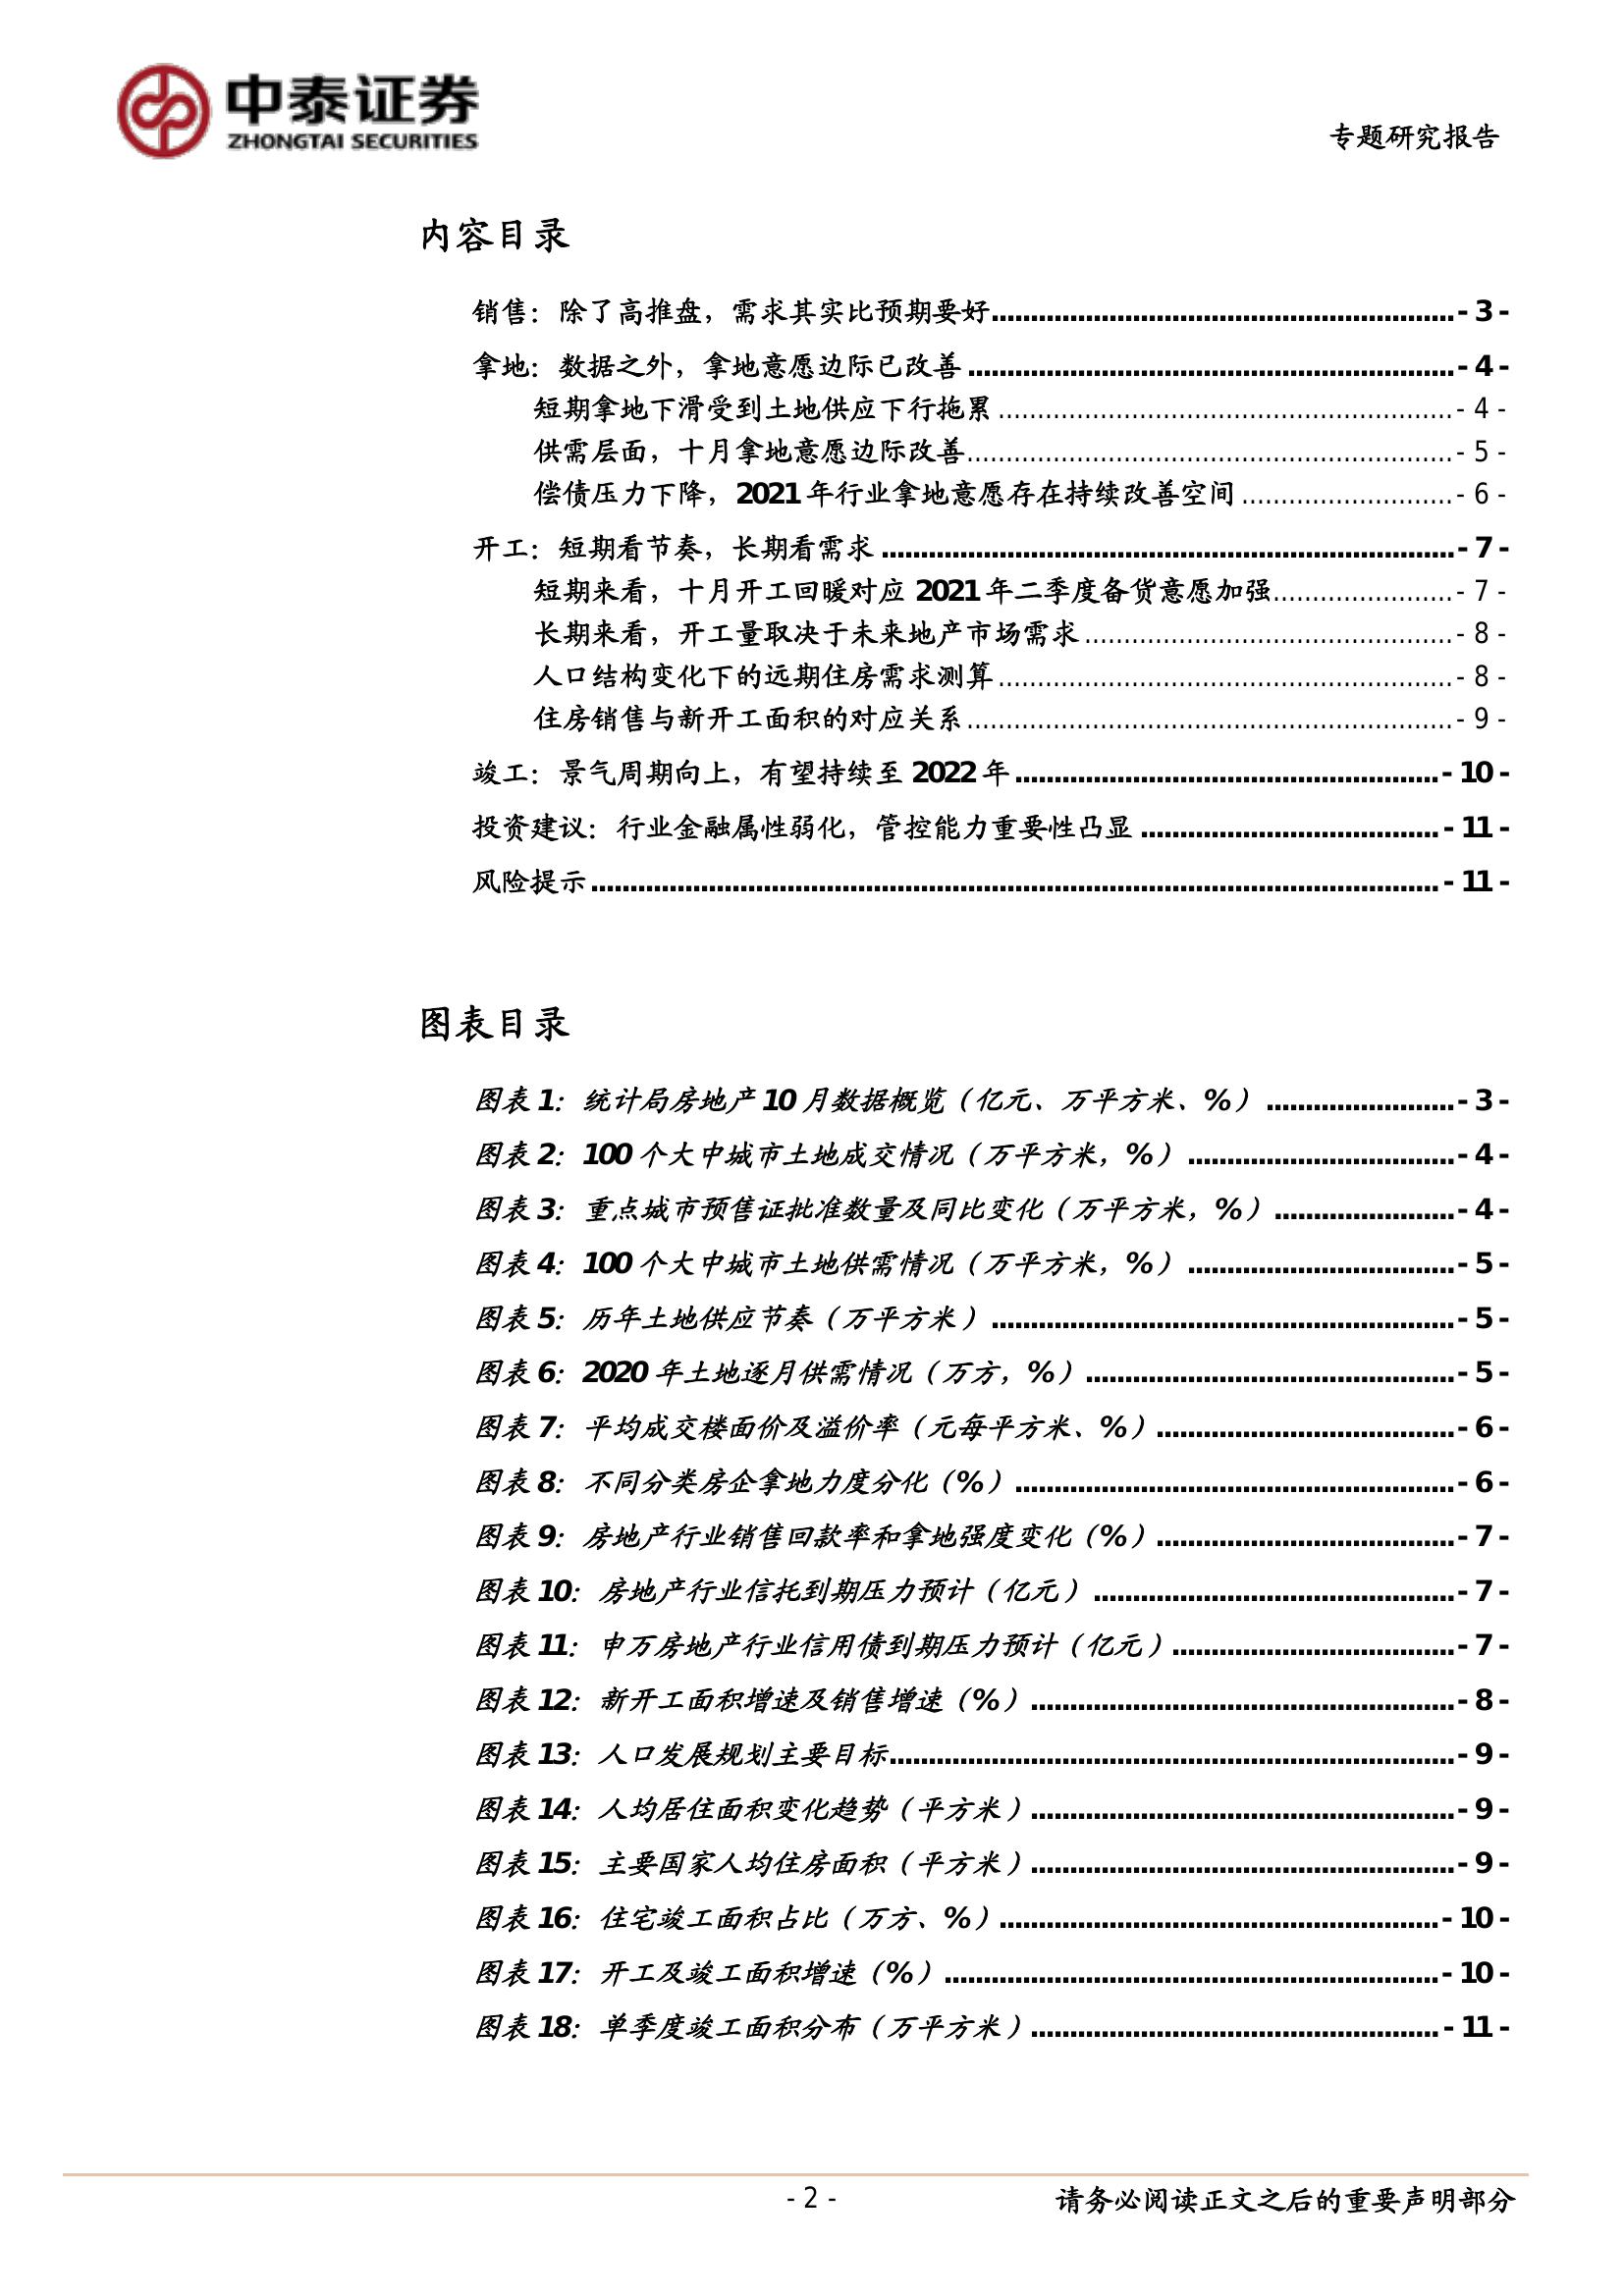 中泰证券
ZHONGTAI SECURITIES
专题研究报告
内容目录
销售：除了高推盘，需求其实比预期要好 - 3 -
拿地：数据之外，拿地意愿边际已改善 - 4 -
短期拿地下滑受到土地供应下行拖累 - 4 -
供需层面，十月拿地意愿边际改善 - 5 -
偿债压力下降，2021 年行业拿地意愿存在持续改善空间 - 6 -
开工：短期看节奏，长期看需求 - 7 -
短期来看，十月开工回暖对应 2021 年二季度备货意愿加强 - 7 -
长期来看，开工量取决于未来地产市场需求 - 8 -
人口结构变化下的远期住房需求测算 - 8 -
住房销售与新开工面积的对应关系 - 9 -
竣工：景气周期向上，有望持续至 2022 年 - 10 -
投资建议：行业金融属性弱化，管控能力重要性凸显 - 11 -
风险提示 - 11 -
图表目录
图表 1：统计局房地产 10 月数据概览（亿元、万平方米、%） - 3 -
图表 2：100 个大中城市土地成交情况（万平方米，%） - 4 -
图表 3：重点城市预售证批准数量及同比变化（万平方米，%） - 4 -
图表 4：100 个大中城市土地供需情况（万平方米，%） - 5 -
图表 5：历年土地供应节奏（万平方米） - 5 -
图表 6：2020 年土地逐月供需情况（万方，%） - 5 -
图表 7：平均成交楼面价及溢价率（元每平方米、%） - 6 -
图表 8：不同分类房企拿地力度分化（%） - 6 -
图表 9：房地产行业销售回款率和拿地强度变化（%） - 7 -
图表 10：房地产行业信托到期压力预计（亿元） - 7 -
图表 11：申万房地产行业信用债到期压力预计（亿元） - 7 -
图表 12：新开工面积增速及销售增速（%） - 8 -
图表 13：人口发展规划主要目标 - 9 -
图表 14：人均居住面积变化趋势（平方米） - 9 -
图表 15：主要国家人均住房面积（平方米） - 9 -
图表 16：住宅竣工面积占比（万方、%） - 10 -
图表 17：开工及竣工面积增速（%） - 10 -
图表 18：单季度竣工面积分布（万平方米） - 11 -
- 2 -
请务必阅读正文之后的重要声明部分